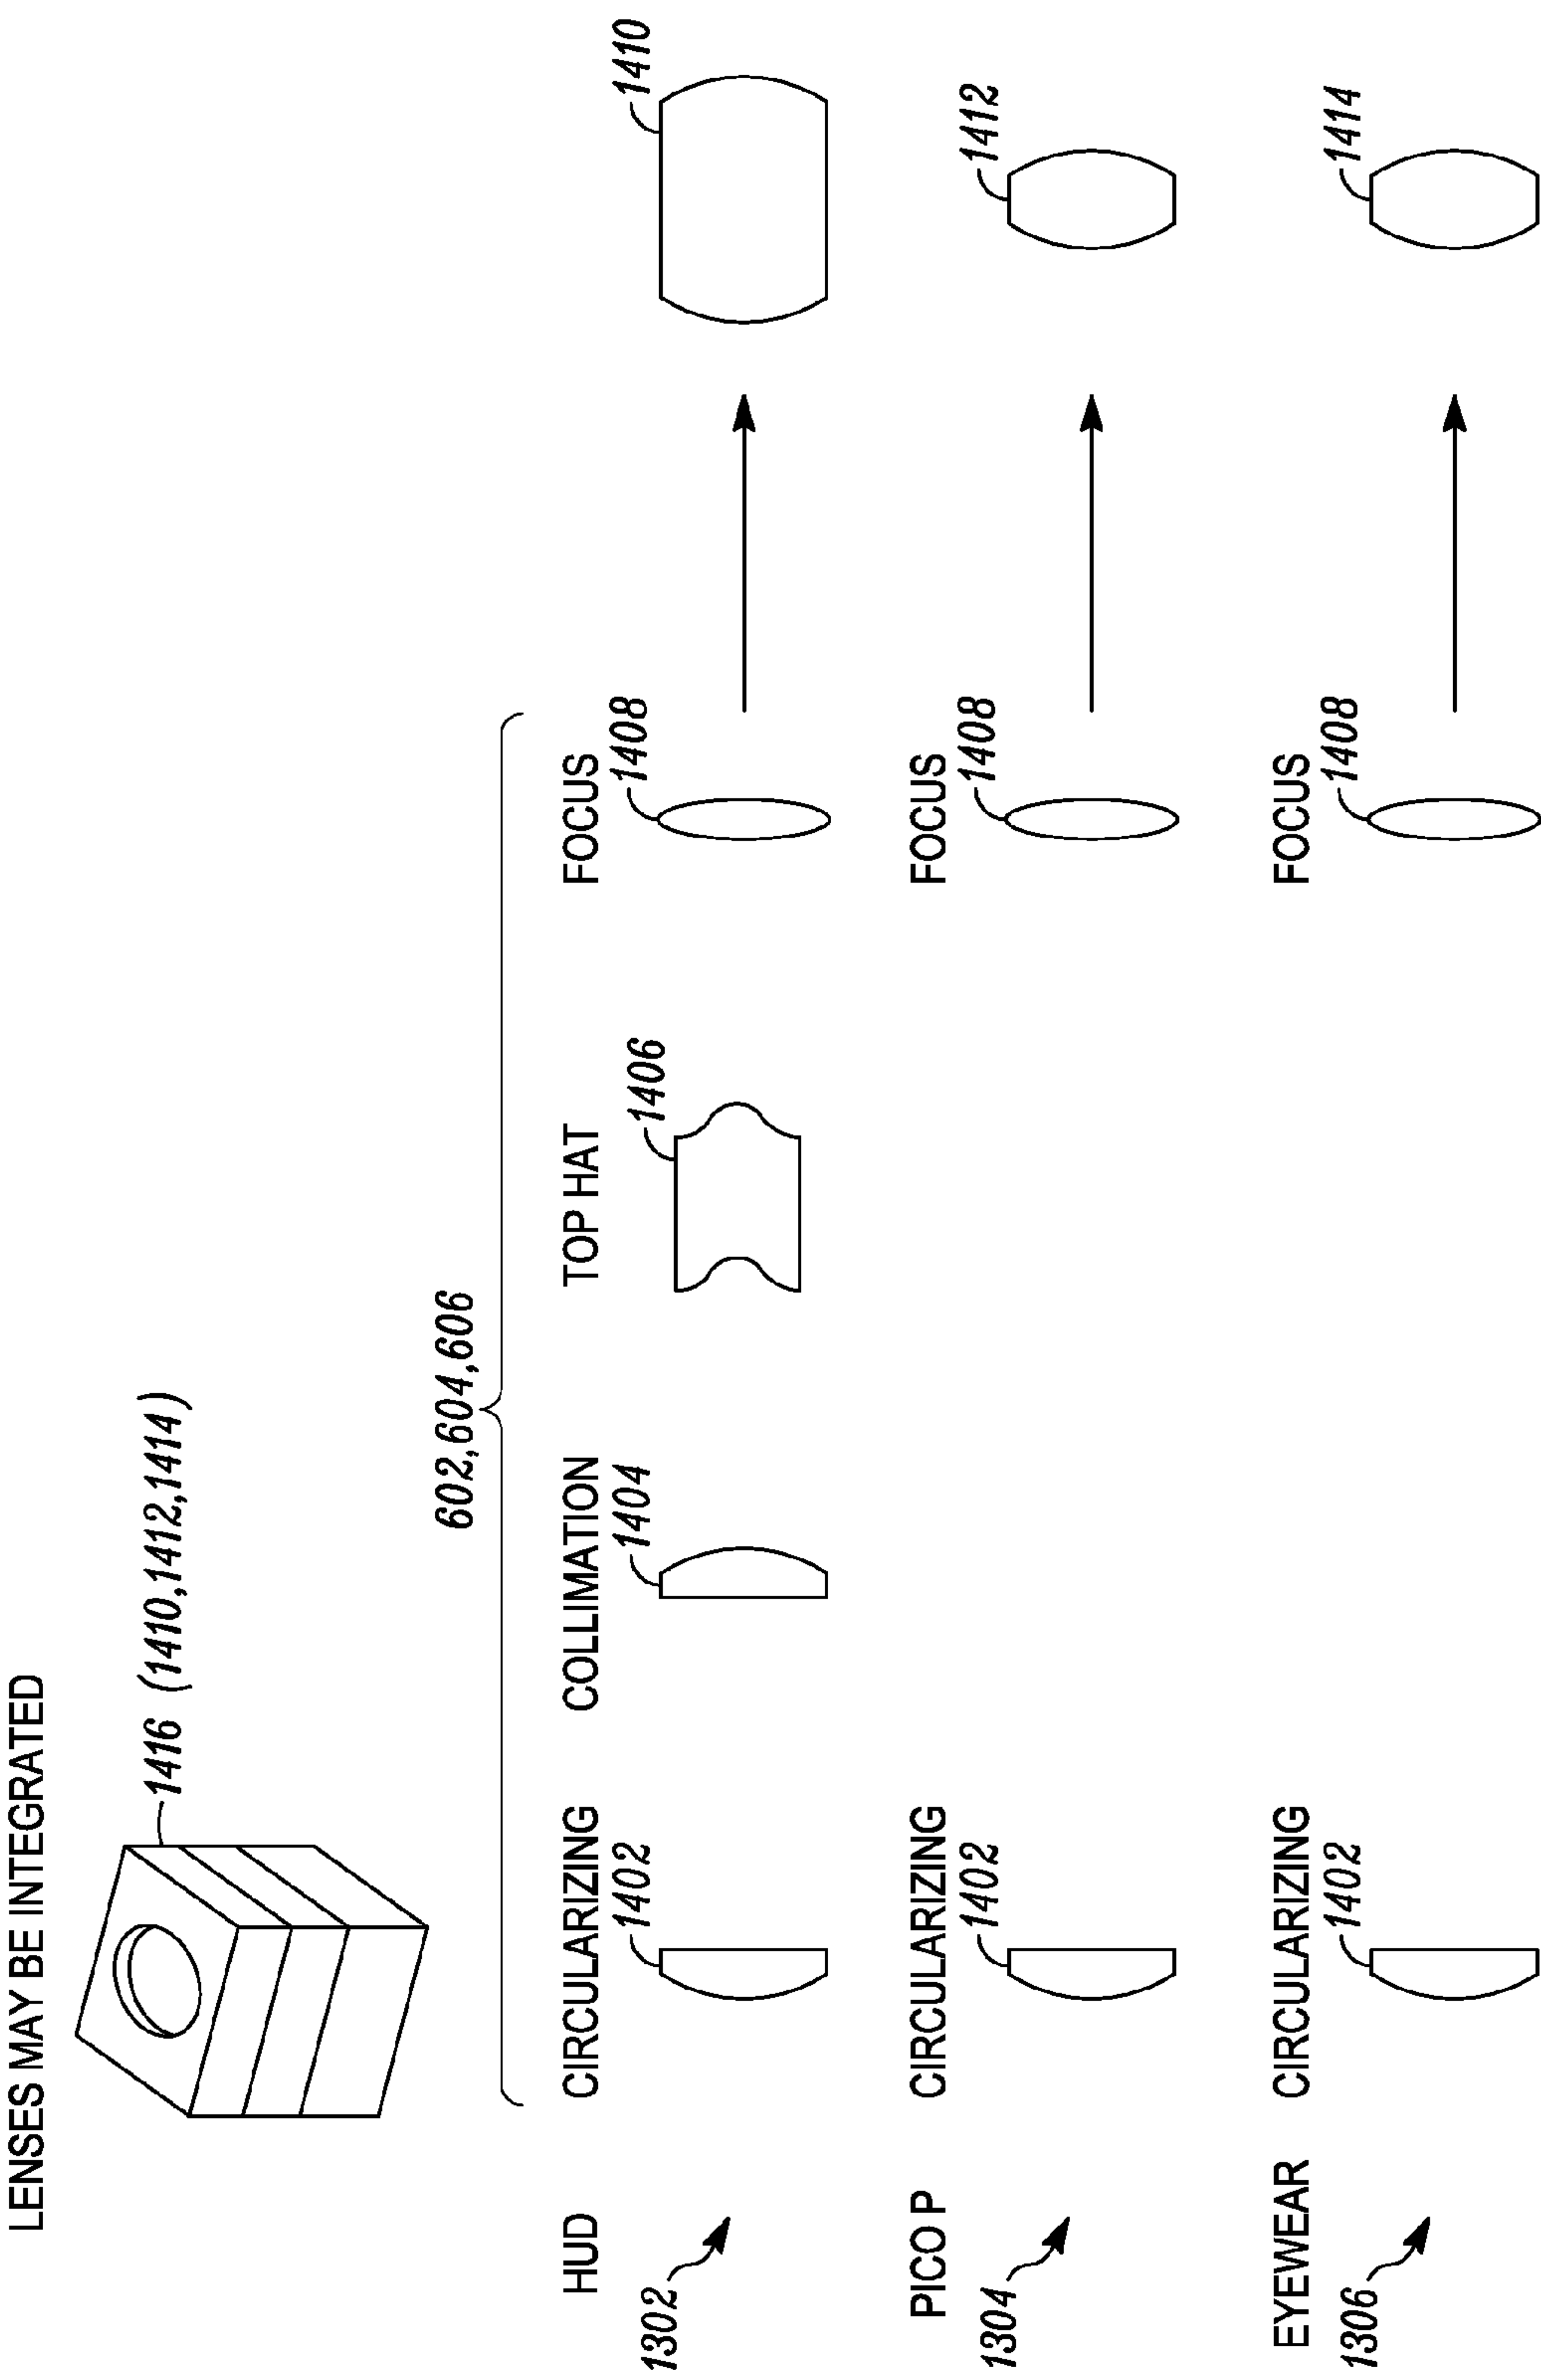 LENSES MAY BE INTEGRATED
1416 (1410,1412,1414)
602,604,606
HUD
CIRCULARIZING
COLLIMATION
TOP HAT
FOCUS
1302
1402
1404
1406
1408
1410
PICO P
CIRCULARIZING
FOCUS
1304
1402
1408
1412
EYEWEAR
CIRCULARIZING
FOCUS
1306
1402
1408
1414